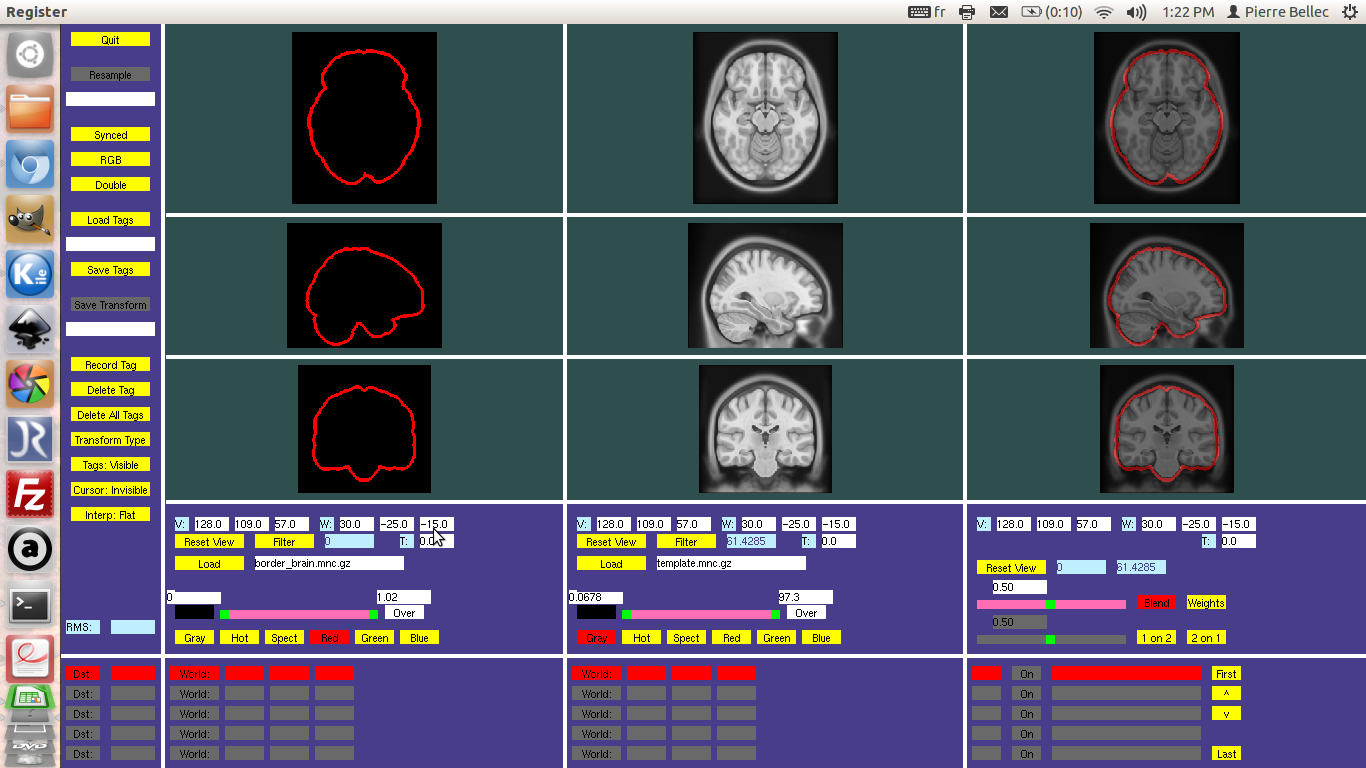 Register fr (0:10) 1:22 PM Pierre Bellec
Quit
Resample
Synced
RGB
Double
Load Tags
Save Tags
Save Transform
Record Tag
Delete Tag
Delete All Tags
Transform Type
Tags: Visible
Cursor: Invisible
Interp: Flat
RMS:
V: 128.0 109.0 57.0 W: 30.0 -25.0 -15.0
Reset View Filter 0 T: 0.0
Load border_brain.mnc.gz
0 1.02
Over
Gray Hot Spect Red Green Blue
V: 128.0 109.0 57.0 W: 30.0 -25.0 -15.0
Reset View Filter 61.4285 T: 0.0
Load template.mnc.gz
0.0678 97.3
Over
Gray Hot Spect Red Green Blue
V: 128.0 109.0 57.0 W: 30.0 -25.0 -15.0
T: 0.0
Reset View 0 61.4285
0.50
Blend Weights
0.50
1 on 2 2 on 1
Dst: World: World: On First
Dst: World: World: On ^
Dst: World: World: On v
Dst: World: World: On
Dst: World: World: On Last
Kile
JR
Fz
a
>_
DVD